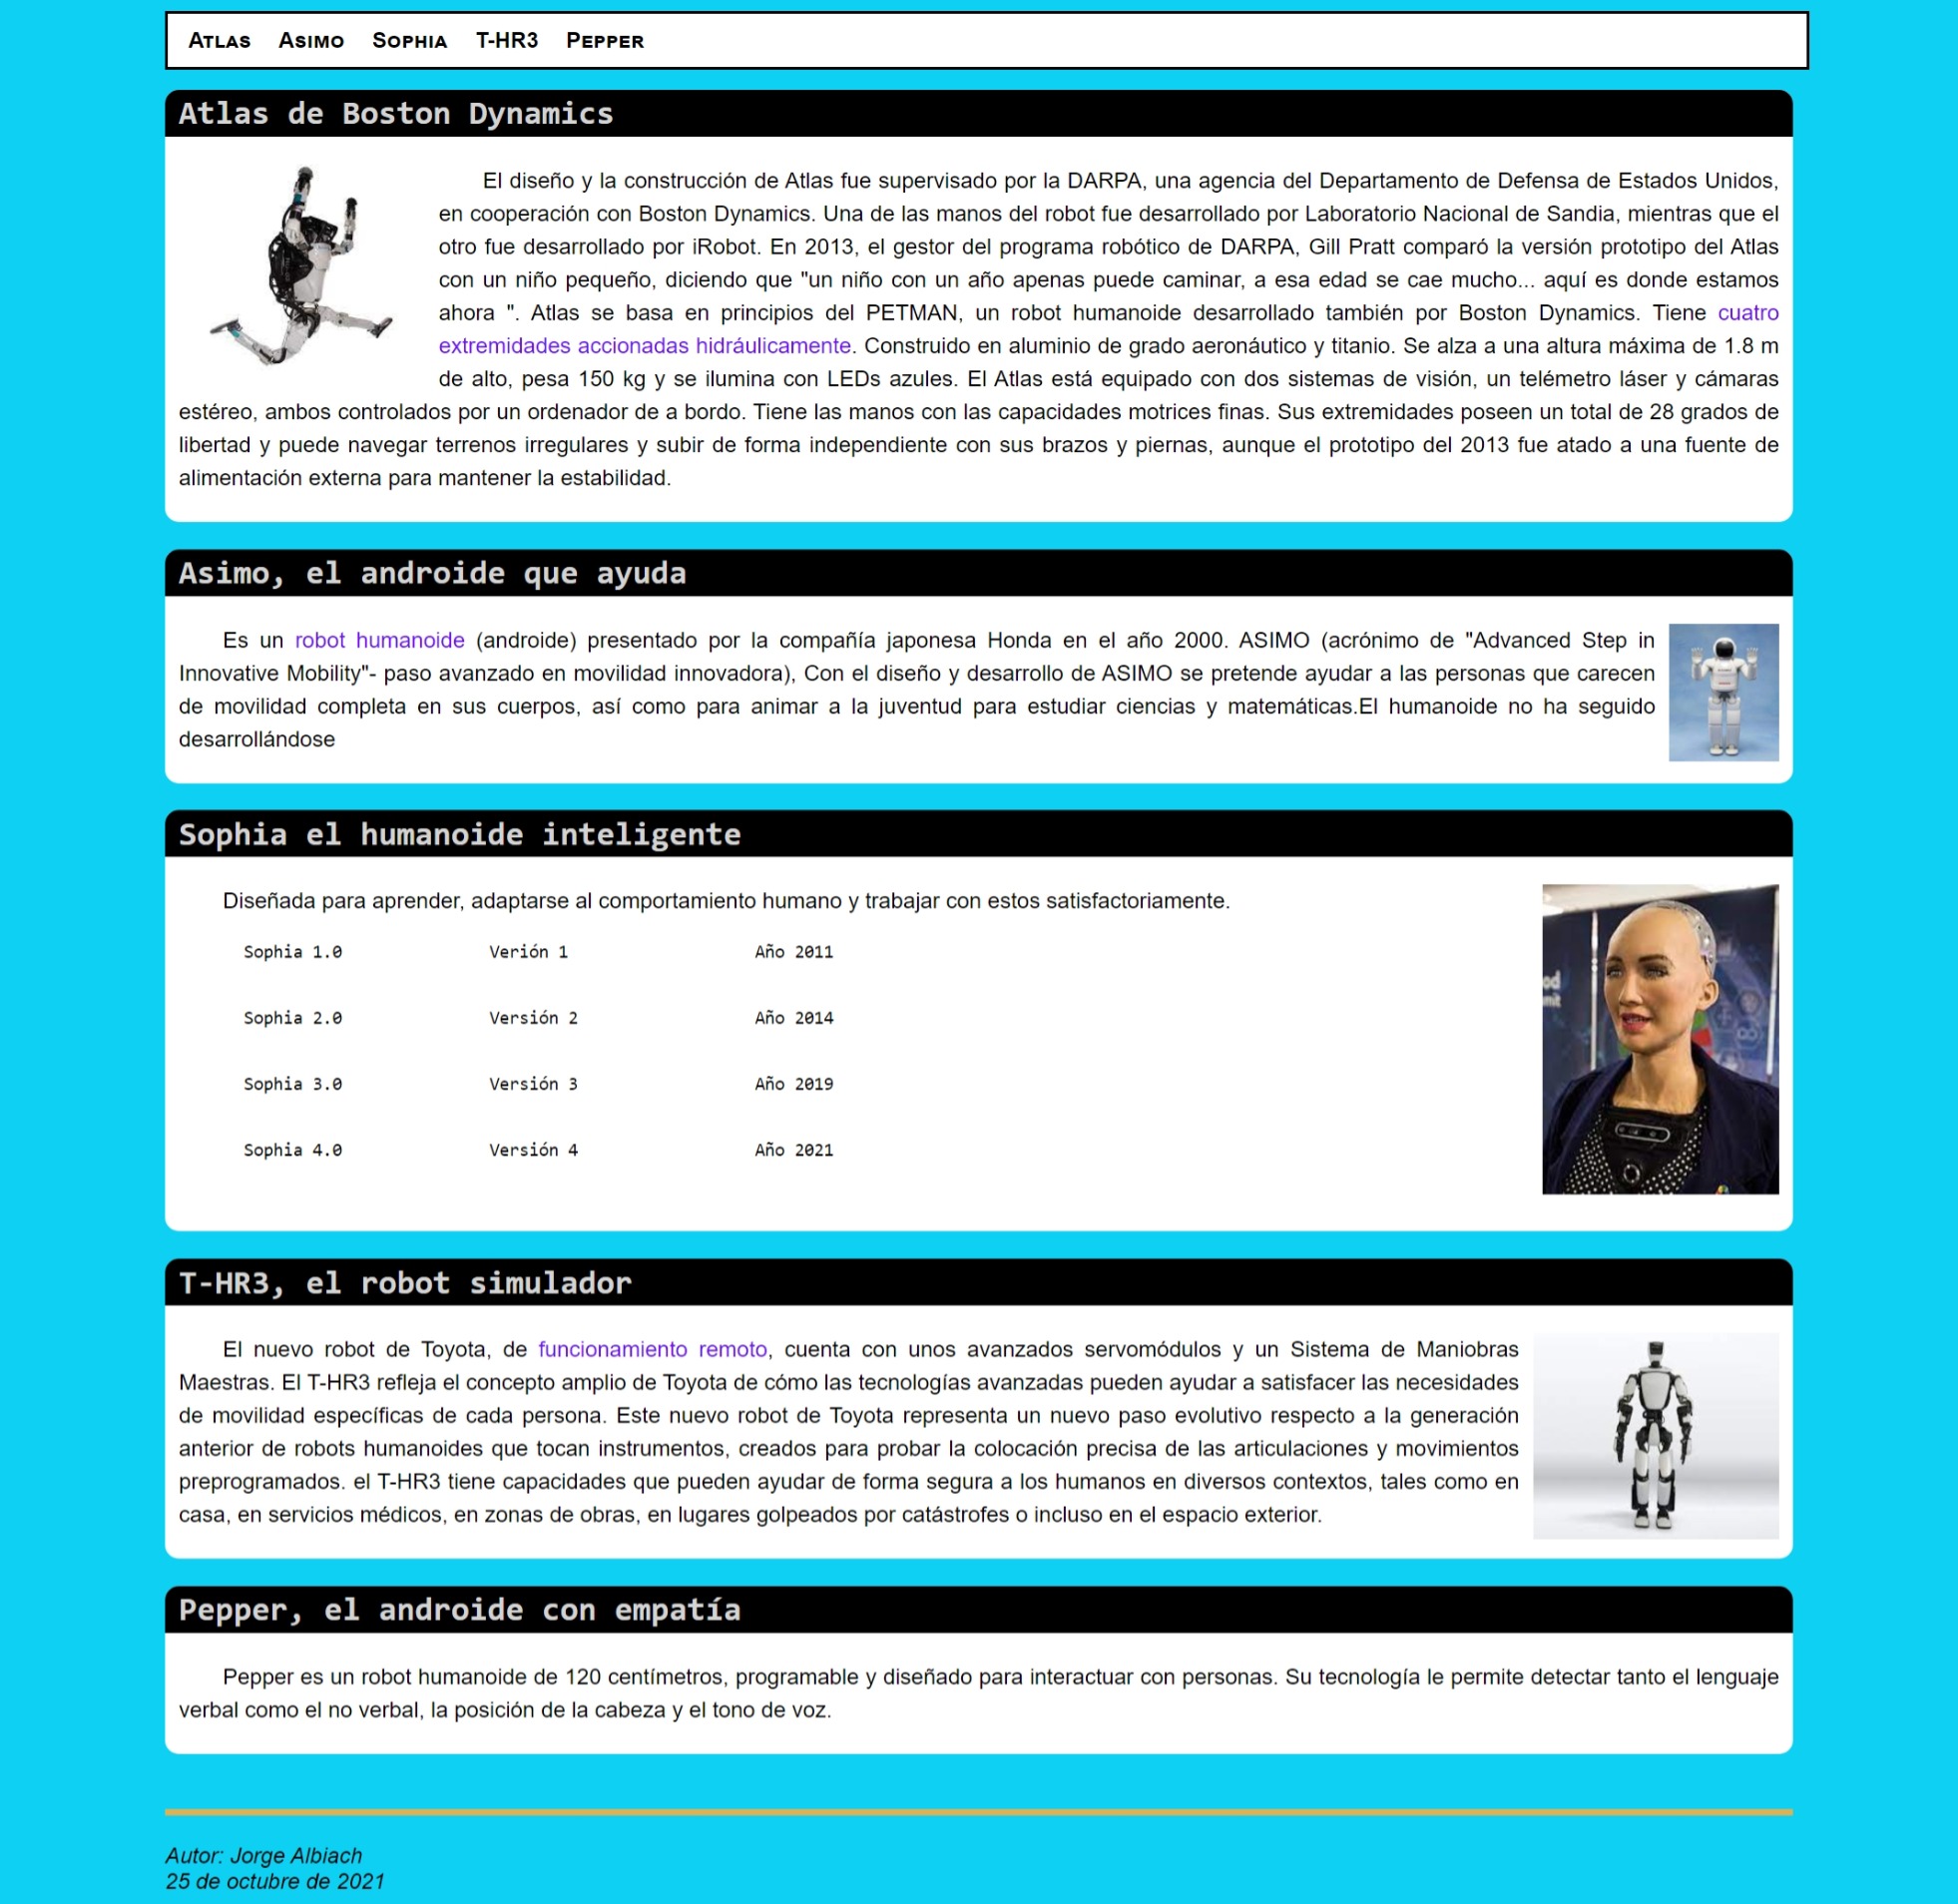 Atlas Asimo Sophia T-HR3 Pepper
Atlas de Boston Dynamics
El diseño y la construcción de Atlas fue supervisado por la DARPA, una agencia del Departamento de Defensa de Estados Unidos,
en cooperación con Boston Dynamics. Una de las manos del robot fue desarrollado por Laboratorio Nacional de Sandia, mientras que el
otro fue desarrollado por iRobot. En 2013, el gestor del programa robótico de DARPA, Gill Pratt comparó la versión prototipo del Atlas
con un niño pequeño, diciendo que "un niño con un año apenas puede caminar, a esa edad se cae mucho... aquí es donde estamos
ahora ". Atlas se basa en principios del PETMAN, un robot humanoide desarrollado también por Boston Dynamics. Tiene cuatro
extremidades accionadas hidráulicamente. Construido en aluminio de grado aeronáutico y titanio. Se alza a una altura máxima de 1.8 m
de alto, pesa 150 kg y se ilumina con LEDs azules. El Atlas está equipado con dos sistemas de visión, un telémetro láser y cámaras
estéreo, ambos controlados por un ordenador de a bordo. Tiene las manos con las capacidades motrices finas. Sus extremidades poseen un total de 28 grados de
libertad y puede navegar terrenos irregulares y subir de forma independiente con sus brazos y piernas, aunque el prototipo del 2013 fue atado a una fuente de
alimentación externa para mantener la estabilidad.
Asimo, el androide que ayuda
Es un robot humanoide (androide) presentado por la compañía japonesa Honda en el año 2000. ASIMO (acrónimo de "Advanced Step in
Innovative Mobility"- paso avanzado en movilidad innovadora), Con el diseño y desarrollo de ASIMO se pretende ayudar a las personas que carecen
de movilidad completa en sus cuerpos, así como para animar a la juventud para estudiar ciencias y matemáticas.El humanoide no ha seguido
desarrollándose
Sophia el humanoide inteligente
Diseñada para aprender, adaptarse al comportamiento humano y trabajar con estos satisfactoriamente.
Sophia 1.0 Verión 1 Año 2011
Sophia 2.0 Versión 2 Año 2014
Sophia 3.0 Versión 3 Año 2019
Sophia 4.0 Versión 4 Año 2021
T-HR3, el robot simulador
El nuevo robot de Toyota, de funcionamiento remoto, cuenta con unos avanzados servomódulos y un Sistema de Maniobras
Maestras. El T-HR3 refleja el concepto amplio de Toyota de cómo las tecnologías avanzadas pueden ayudar a satisfacer las necesidades
de movilidad específicas de cada persona. Este nuevo robot de Toyota representa un nuevo paso evolutivo respecto a la generación
anterior de robots humanoides que tocan instrumentos, creados para probar la colocación precisa de las articulaciones y movimientos
preprogramados. el T-HR3 tiene capacidades que pueden ayudar de forma segura a los humanos en diversos contextos, tales como en
casa, en servicios médicos, en zonas de obras, en lugares golpeados por catástrofes o incluso en el espacio exterior.
Pepper, el androide con empatía
Pepper es un robot humanoide de 120 centímetros, programable y diseñado para interactuar con personas. Su tecnología le permite detectar tanto el lenguaje
verbal como el no verbal, la posición de la cabeza y el tono de voz.
Autor: Jorge Albiach
25 de octubre de 2021